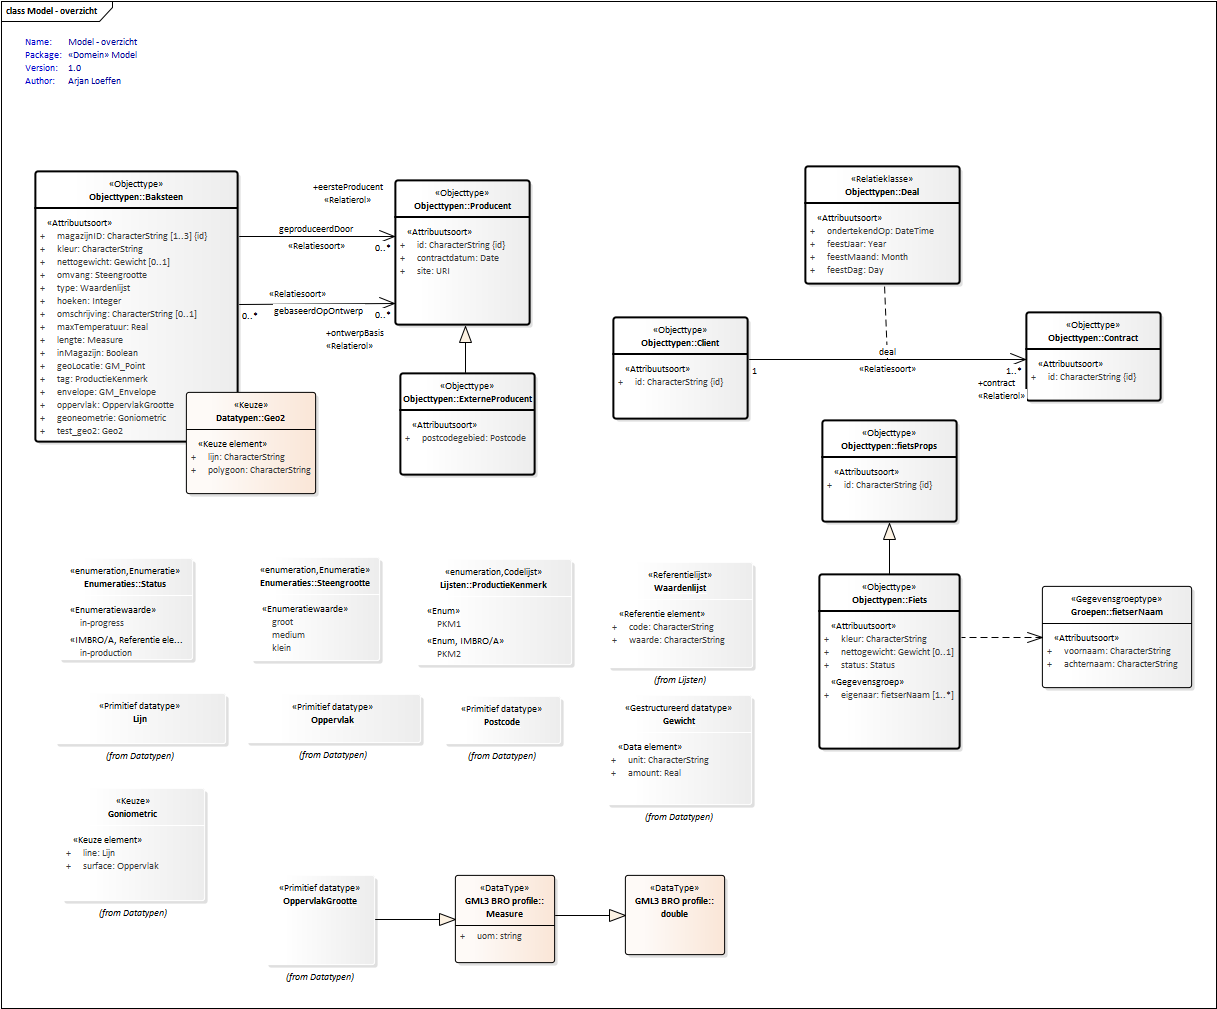 class Model - overzicht
Name: Model - overzicht
Package: «Domein» Model
Version: 1.0
Author: Arjan Loeffen
«Objecttype»
Objecttypen::Baksteen
«Attribuutsoort»
+ magazijnID: CharacterString [1..3] {id}
+ kleur: CharacterString
+ nettogewicht: Gewicht [0..1]
+ omvang: Steengrootte
+ type: Waardenlijst
+ hoeken: Integer
+ omschrijving: CharacterString [0..1]
+ maxTemperatuur: Real
+ lengte: Measure
+ inMagazijn: Boolean
+ geoLocatie: GM_Point
+ tag: ProductieKenmerk
+ envelope: GM_Envelope
+ oppervlak: OppervlakGrootte
+ geoneometrie: Goniometric
+ test_geo2: Geo2
«Keuze»
Datatypen::Geo2
«Keuze element»
+ lijn: CharacterString
+ polygoon: CharacterString
+eersteProducent
«Relatierol»
geproduceerdDoor
«Relatiesoort»
0..*
«Relatiesoort»
gebaseerdOpOntwerp
0..*
0..*
+ontwerpBasis
«Relatierol»
«Objecttype»
Objecttypen::Producent
«Attribuutsoort»
+ id: CharacterString {id}
+ contractdatum: Date
+ site: URI
«Objecttype»
Objecttypen::ExterneProducent
«Attribuutsoort»
+ postcodegebied: Postcode
«Relatieklasse»
Objecttypen::Deal
«Attribuutsoort»
+ ondertekendOp: DateTime
+ feestJaar: Year
+ feestMaand: Month
+ feestDag: Day
«Objecttype»
Objecttypen::Client
«Attribuutsoort»
+ id: CharacterString {id}
deal
1
«Relatiesoort»
1..*
+contract
«Relatierol»
«Objecttype»
Objecttypen::Contract
«Attribuutsoort»
+ id: CharacterString {id}
«Objecttype»
Objecttypen::fietsProps
«Attribuutsoort»
+ id: CharacterString {id}
«Objecttype»
Objecttypen::Fiets
«Attribuutsoort»
+ kleur: CharacterString
+ nettogewicht: Gewicht [0..1]
+ status: Status
«Gegevensgroep»
+ eigenaar: fietserNaam [1..*]
«Gegevensgroeptype»
Groepen::fietserNaam
«Attribuutsoort»
+ voornaam: CharacterString
+ achternaam: CharacterString
«enumeration,Enumeratie»
Enumeraties::Status
«Enumeratiewaarde»
in-progress
«IMBRO/A, Referentie ele...
in-production
«enumeration,Enumeratie»
Enumeraties::Steengrootte
«Enumeratiewaarde»
groot
medium
klein
«enumeration,Codelijst»
Lijsten::ProductieKenmerk
«Enum»
PKM1
«Enum, IMBRO/A»
PKM2
«Referentielijst»
Waardenlijst
«Referentie element»
+ code: CharacterString
+ waarde: CharacterString
(from Lijsten)
«Primitief datatype»
Lijn
(from Datatypen)
«Primitief datatype»
Oppervlak
(from Datatypen)
«Primitief datatype»
Postcode
(from Datatypen)
«Gestructureerd datatype»
Gewicht
«Data element»
+ unit: CharacterString
+ amount: Real
(from Datatypen)
«Keuze»
Goniometric
«Keuze element»
+ line: Lijn
+ surface: Oppervlak
(from Datatypen)
«Primitief datatype»
OppervlakGrootte
(from Datatypen)
«DataType»
GML3 BRO profile::
Measure
+ uom: string
«DataType»
GML3 BRO profile::
double